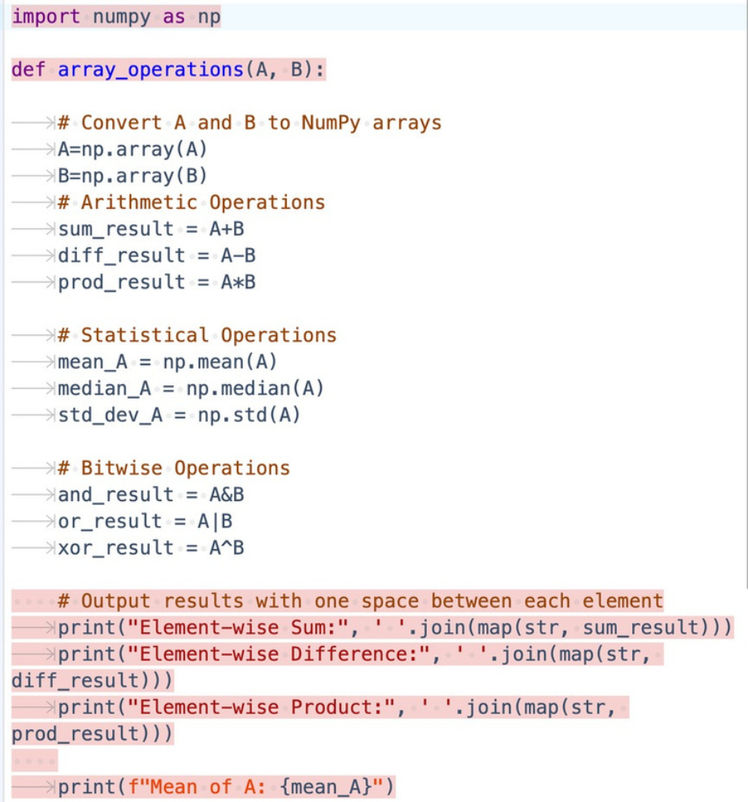 import numpy as np
def array_operations(A, B):
# Convert A and B to NumPy arrays
A=np.array(A)
B=np.array(B)
# Arithmetic Operations
sum_result = A+B
diff_result = A-B
prod_result = A*B
# Statistical Operations
mean_A = np.mean(A)
median_A = np.median(A)
std_dev_A = np.std(A)
# Bitwise Operations
and_result = A&B
or_result = A|B
xor_result = A^B
# Output results with one space between each element
print("Element-wise Sum:", ' '.join(map(str, sum_result)))
print("Element-wise Difference:", ' '.join(map(str,
diff_result)))
print("Element-wise Product:", ' '.join(map(str,
prod_result)))
print(f"Mean of A: {mean_A}")